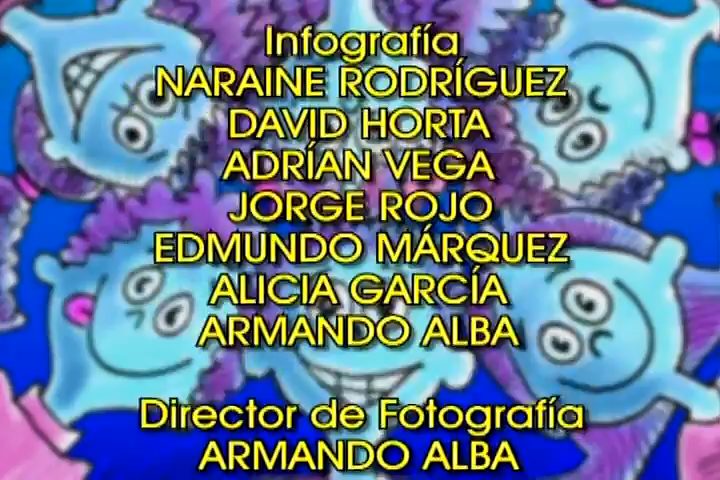 Infografía
NARAINE RODRÍGUEZ
DAVID HORTA
ADRÍAN VEGA
JORGE ROJO
EDMUNDO MÁRQUEZ
ALICIA GARCÍA
ARMANDO ALBA
Director de Fotografía
ARMANDO ALBA